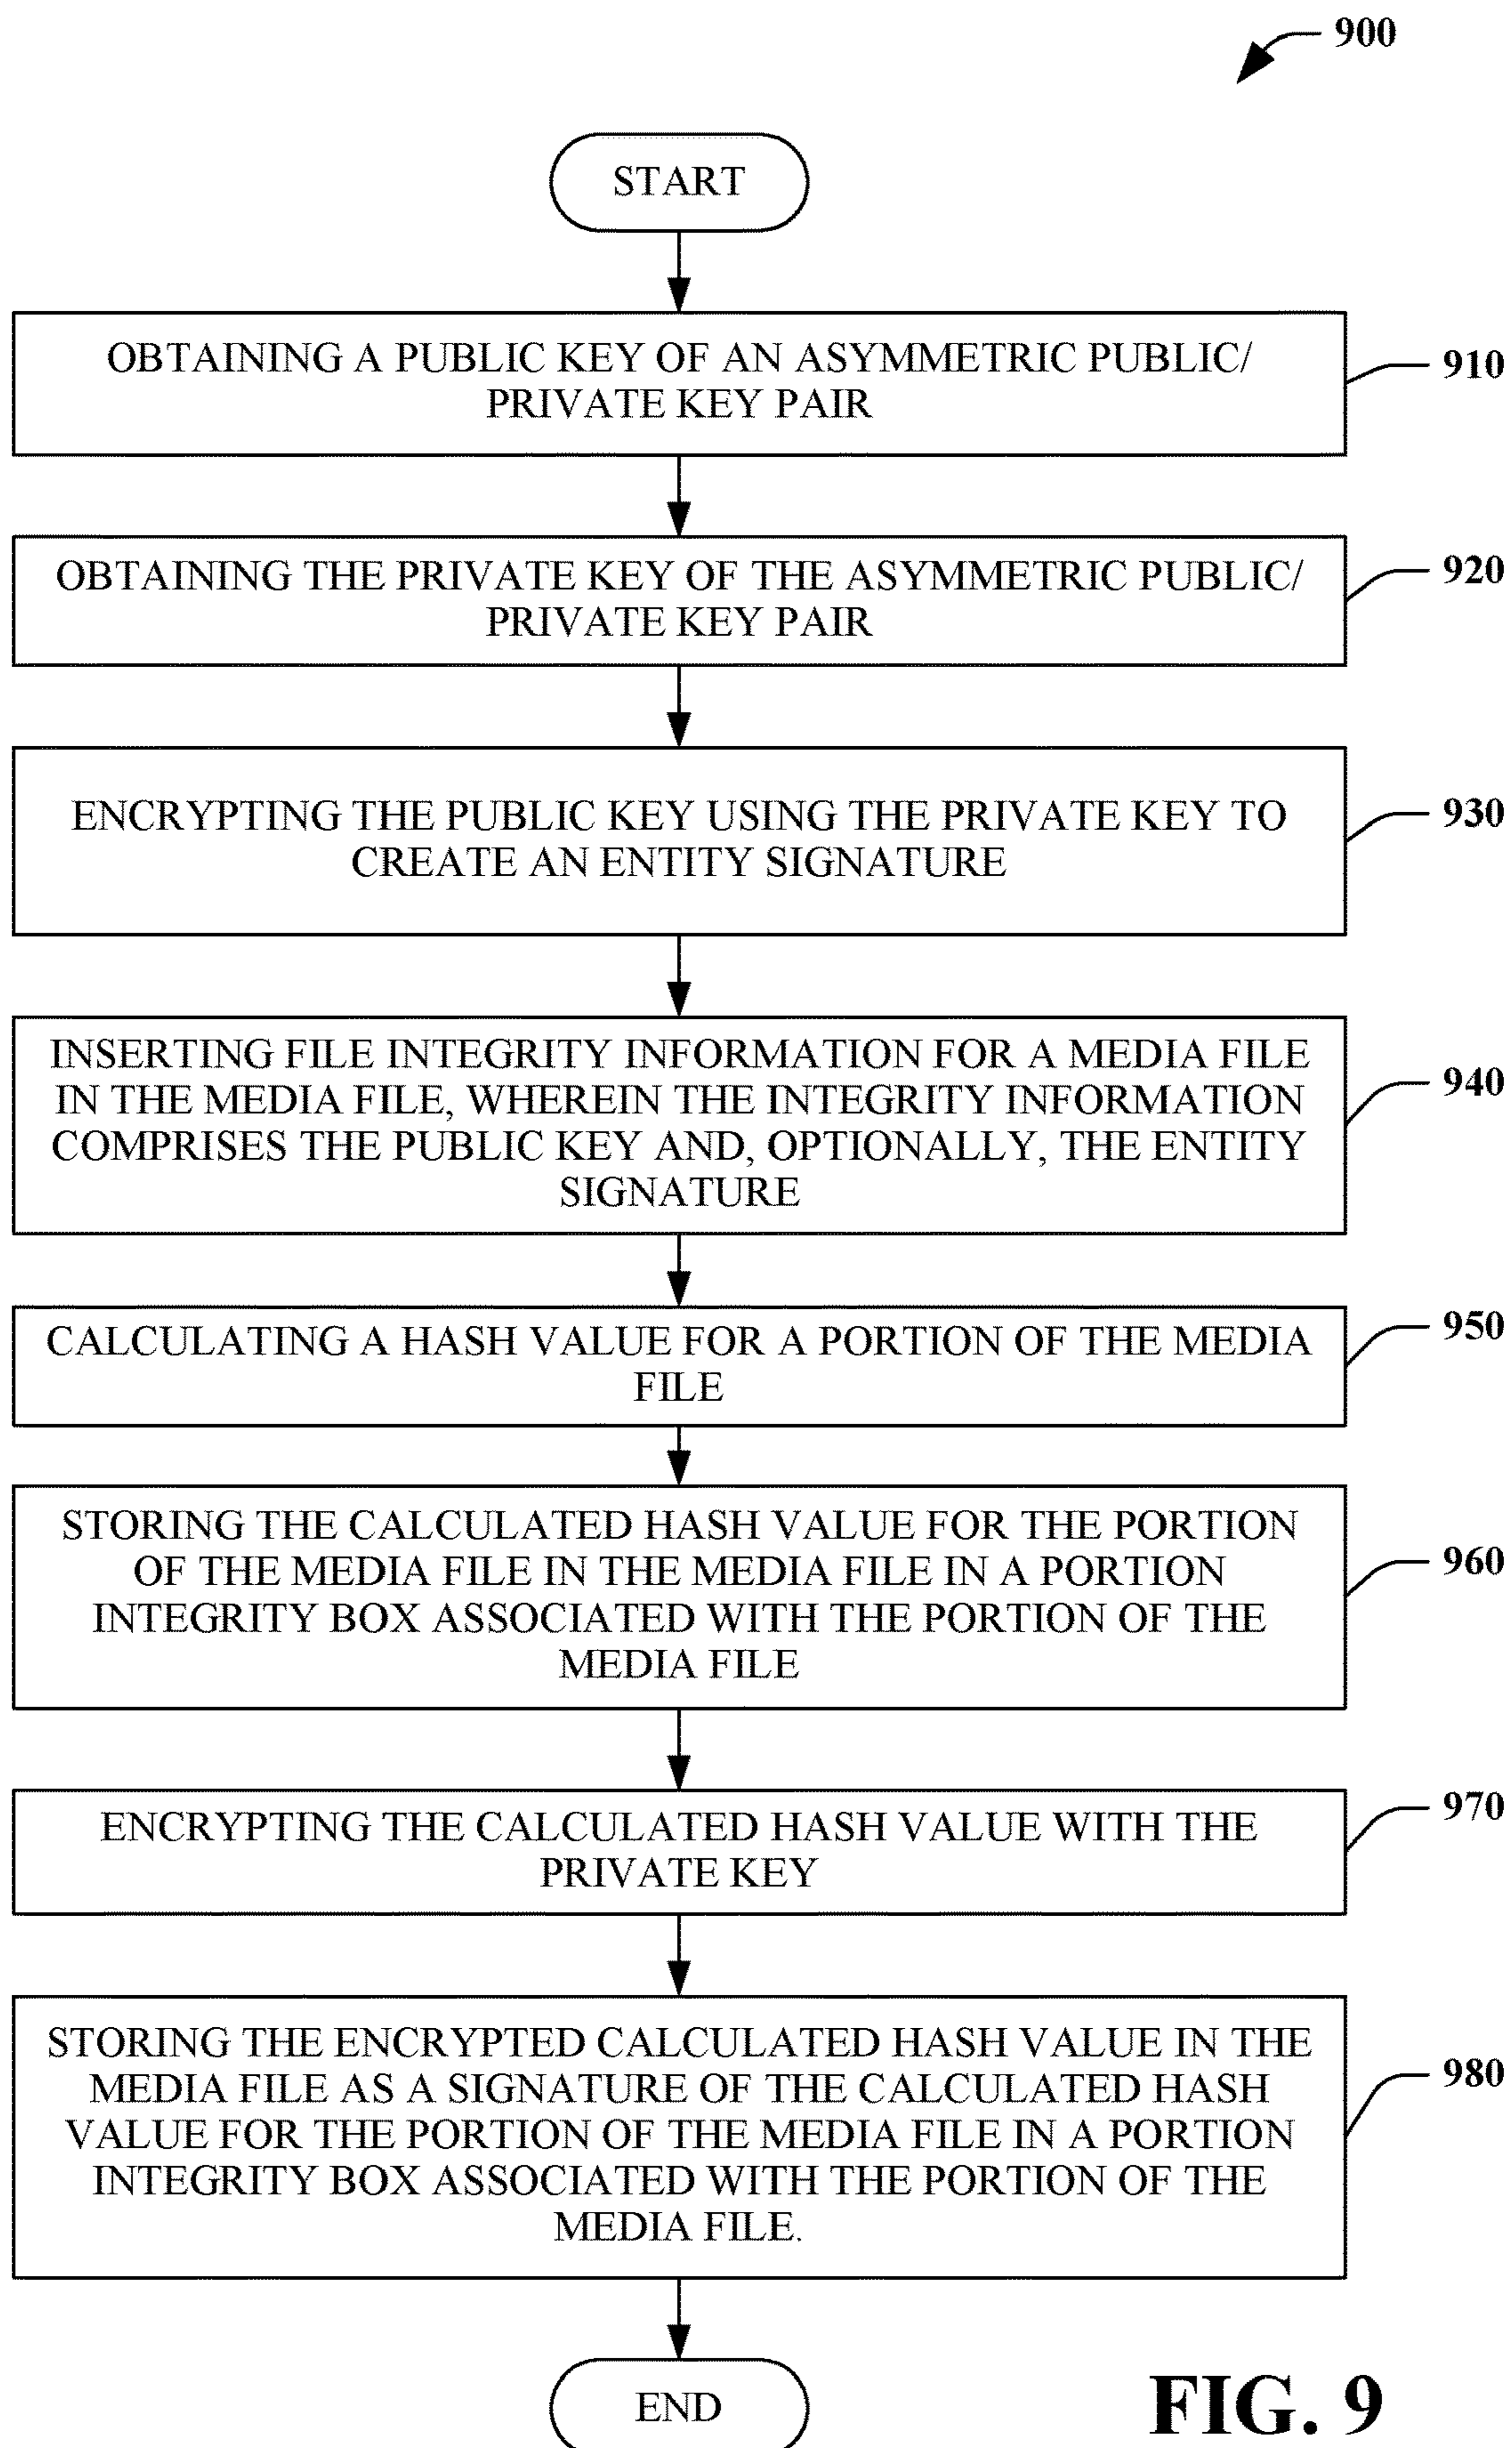 900
START
OBTAINING A PUBLIC KEY OF AN ASYMMETRIC PUBLIC/
PRIVATE KEY PAIR
910
OBTAINING THE PRIVATE KEY OF THE ASYMMETRIC PUBLIC/
PRIVATE KEY PAIR
920
ENCRYPTING THE PUBLIC KEY USING THE PRIVATE KEY TO
CREATE AN ENTITY SIGNATURE
930
INSERTING FILE INTEGRITY INFORMATION FOR A MEDIA FILE
IN THE MEDIA FILE, WHEREIN THE INTEGRITY INFORMATION
COMPRISES THE PUBLIC KEY AND, OPTIONALLY, THE ENTITY
SIGNATURE
940
CALCULATING A HASH VALUE FOR A PORTION OF THE MEDIA
FILE
950
STORING THE CALCULATED HASH VALUE FOR THE PORTION
OF THE MEDIA FILE IN THE MEDIA FILE IN A PORTION
INTEGRITY BOX ASSOCIATED WITH THE PORTION OF THE
MEDIA FILE
960
ENCRYPTING THE CALCULATED HASH VALUE WITH THE
PRIVATE KEY
970
STORING THE ENCRYPTED CALCULATED HASH VALUE IN THE
MEDIA FILE AS A SIGNATURE OF THE CALCULATED HASH
VALUE FOR THE PORTION OF THE MEDIA FILE IN A PORTION
INTEGRITY BOX ASSOCIATED WITH THE PORTION OF THE
MEDIA FILE.
980
END
FIG. 9